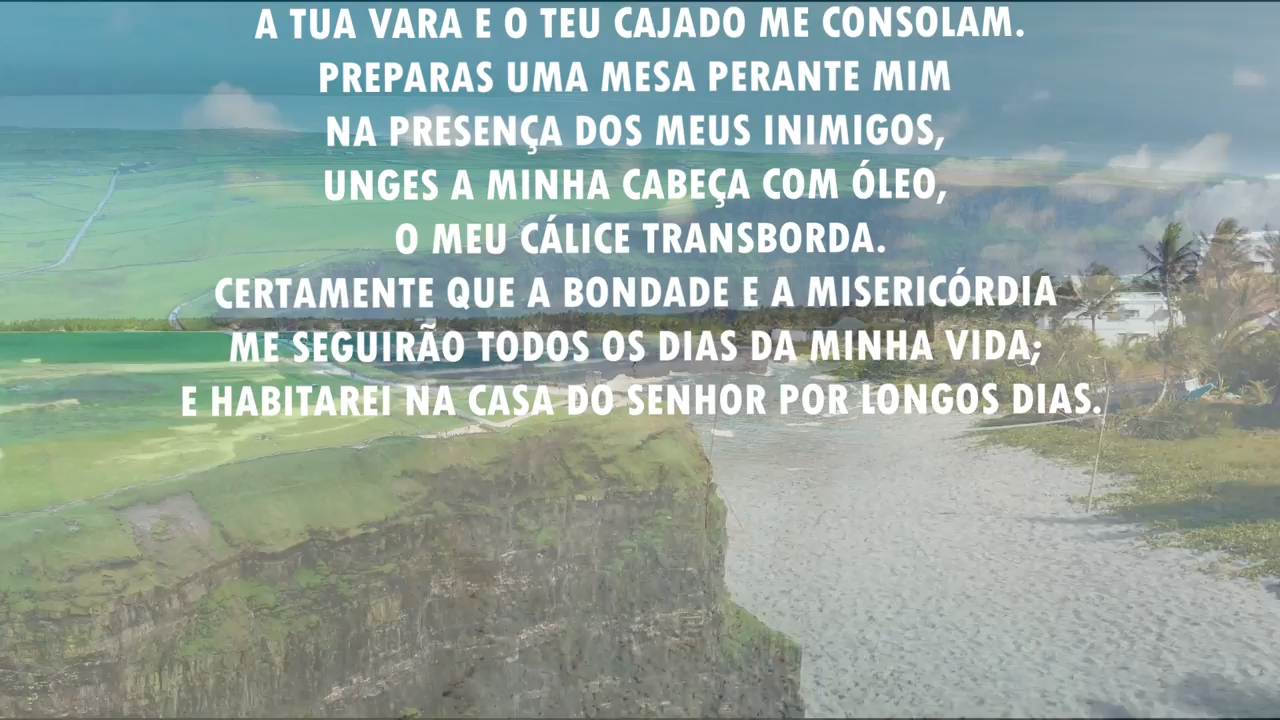 A TUA VARA E O TEU CAJADO ME CONSOLAM.
PREPARAS UMA MESA PERANTE MIM
NA PRESENÇA DOS MEUS INIMIGOS,
UNGES A MINHA CABEÇA COM ÓLEO,
O MEU CÁLICE TRANSBORDA.
CERTAMENTE QUE A BONDADE E A MISERICÓRDIA
ME SEGUIRÃO TODOS OS DIAS DA MINHA VIDA;
E HABITAREI NA CASA DO SENHOR POR LONGOS DIAS.